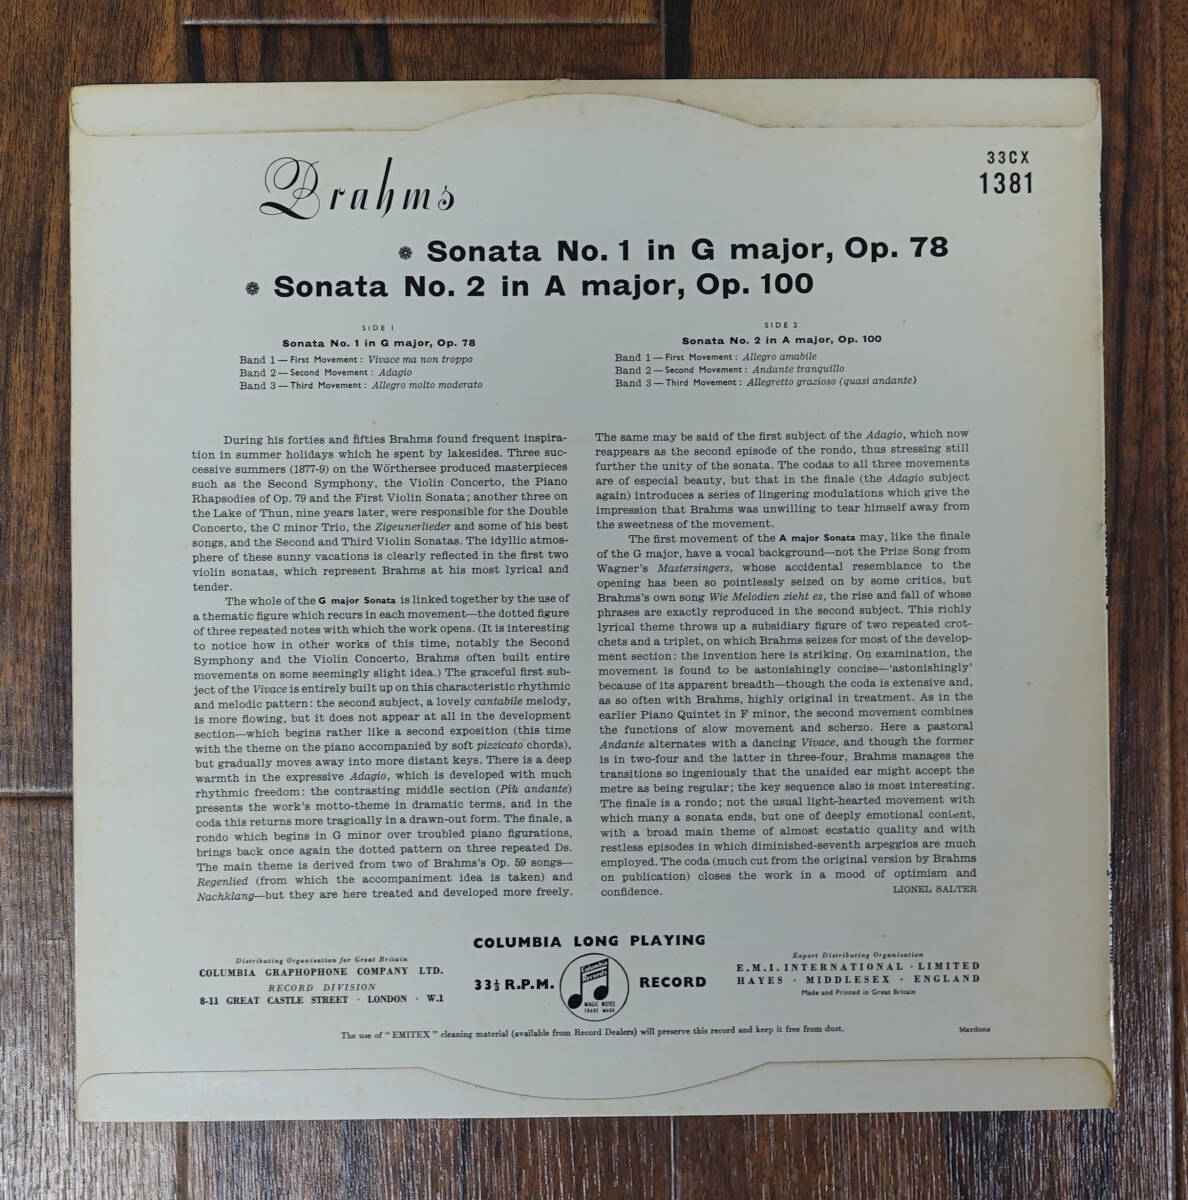 Brahms
33CX
1381
Sonata No. 1 in G major, Op. 78
Sonata No. 2 in A major, Op. 100
SIDE 1
Sonata No. 1 in G major, Op. 78
Band 1—First Movement: Vivace ma non troppo
Band 2—Second Movement: Adagio
Band 3—Third Movement: Allegro molto moderato
SIDE 2
Sonata No. 2 in A major, Op. 100
Band 1—First Movement: Allegro amabile
Band 2—Second Movement: Andante tranquillo
Band 3—Third Movement: Allegretto grazioso (quasi andante)
During his forties and fifties Brahms found frequent inspira-
tion in summer holidays which he spent by lakesides. Three suc-
cessive summers (1877-9) on the Wörthersee produced masterpieces
such as the Second Symphony, the Violin Concerto, the Piano
Rhapsodies of Op. 79 and the First Violin Sonata; another three on
the Lake of Thun, nine years later, were responsible for the Double
Concerto, the C minor Trio, the Zigeunerlieder and some of his best
songs, and the Second and Third Violin Sonatas. The idyllic atmos-
phere of these sunny vacations is clearly reflected in the first two
violin sonatas, which represent Brahms at his most lyrical and
tender.
The whole of the G major Sonata is linked together by the use of
a thematic figure which recurs in each movement—the dotted figure
of three repeated notes with which the work opens. (It is interesting
to notice how in other works of this time, notably the Second
Symphony and the Violin Concerto, Brahms often built entire
movements on some seemingly slight idea.) The graceful first sub-
ject of the Vivace is entirely built up on this characteristic rhythmic
and melodic pattern: the second subject, a lovely cantabile melody,
is more flowing, but it does not appear at all in the development
section—which begins rather like a second exposition (this time
with the theme on the piano accompanied by soft pizzicato chords),
but gradually moves away into more distant keys. There is a deep
warmth in the expressive Adagio, which is developed with much
rhythmic freedom: the contrasting middle section (Più andante)
presents the work's motto-theme in dramatic terms, and in the
coda this returns more tragically in a drawn-out form. The finale, a
rondo which begins in G minor over troubled piano figurations,
brings back once again the dotted pattern on three repeated Ds.
The main theme is derived from two of Brahms's Op. 59 songs—
Regenlied (from which the accompaniment idea is taken) and
Nachklang—but they are here treated and developed more freely.
The same may be said of the first subject of the Adagio, which now
reappears as the second episode of the rondo, thus stressing still
further the unity of the sonata. The codas to all three movements
are of especial beauty, but that in the finale (the Adagio subject
again) introduces a series of lingering modulations which give the
impression that Brahms was unwilling to tear himself away from
the sweetness of the movement.
The first movement of the A major Sonata may, like the finale
of the G major, have a vocal background—not the Prize Song from
Wagner's Mastersingers, whose accidental resemblance to the
opening has been so pointlessly seized on by some critics, but
Brahms's own song Wie Melodien zieht es, the rise and fall of whose
phrases are exactly reproduced in the second subject. This richly
lyrical theme throws up a subsidiary figure of two repeated crot-
chets and a triplet, on which Brahms seizes for most of the develop-
ment section: the invention here is striking. On examination, the
movement is found to be astonishingly concise—'astonishingly'
because of its apparent breadth—though the coda is extensive and,
as so often with Brahms, highly original in treatment. As in the
earlier Piano Quintet in F minor, the second movement combines
the functions of slow movement and scherzo. Here a pastoral
Andante alternates with a dancing Vivace, and though the former
is in two-four and the latter in three-four, Brahms manages the
transitions so ingeniously that the unaided ear might accept the
metre as being regular; the key sequence also is most interesting.
The finale is a rondo; not the usual light-hearted movement with
which many a sonata ends, but one of deeply emotional content,
with a broad main theme of almost ecstatic quality and with
restless episodes in which diminished-seventh arpeggios are much
employed. The coda (much cut from the original version by Brahms
on publication) closes the work in a mood of optimism and
confidence. LIONEL SALTER
COLUMBIA LONG PLAYING
33⅓ R.P.M. RECORD
Columbia
Records
MAGIC NOTES
TRADE MARK
Distributing Organisation for Great Britain
COLUMBIA GRAPHOPHONE COMPANY LTD.
RECORD DIVISION
8-11 GREAT CASTLE STREET · LONDON · W.1
Export Distributing Organisation
E.M.I. INTERNATIONAL · LIMITED
HAYES · MIDDLESEX · ENGLAND
Made and Printed in Great Britain
The use of "EMITEX" cleaning material (available from Record Dealers) will preserve this record and keep it free from dust.
Mardons